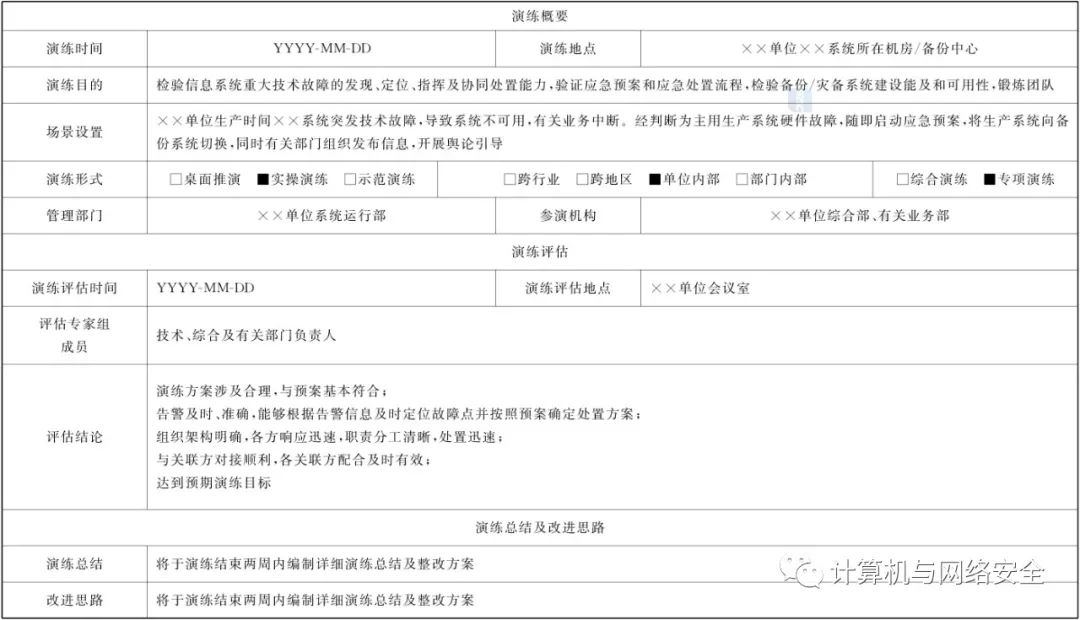 演练概要
演练时间 YYYY-MM-DD 演练地点 ××单位××系统所在机房/备份中心
演练目的 检验信息系统重大技术故障的发现、定位、指挥及协同处置能力,验证应急预案和应急处置流程,检验备份/灾备系统建设能及和可用性,锻炼团队
场景设置 ××单位生产时间××系统突发技术故障,导致系统不可用,有关业务中断。经判断为主用生产系统硬件故障,随即启动应急预案,将生产系统向备
份系统切换,同时有关部门组织发布信息,开展舆论引导
演练形式 □桌面推演 ■实操演练 □示范演练 □跨行业 □跨地区 ■单位内部 □部门内部 □综合演练 ■专项演练
管理部门 ××单位系统运行部 参演机构 ××单位综合部、有关业务部
演练评估
演练评估时间 YYYY-MM-DD 演练评估地点 ××单位会议室
评估专家组
成员
技术、综合及有关部门负责人
评估结论
演练方案涉及合理,与预案基本符合;
告警及时、准确,能够根据告警信息及时定位故障点并按照预案确定处置方案;
组织架构明确,各方响应迅速,职责分工清晰,处置迅速;
与关联方对接顺利,各关联方配合及时有效;
达到预期演练目标
演练总结及改进思路
演练总结 将于演练结束两周内编制详细演练总结及整改方案
改进思路 将于演练结束两周内编制详细演练总结及整改方案
计算机与网络安全